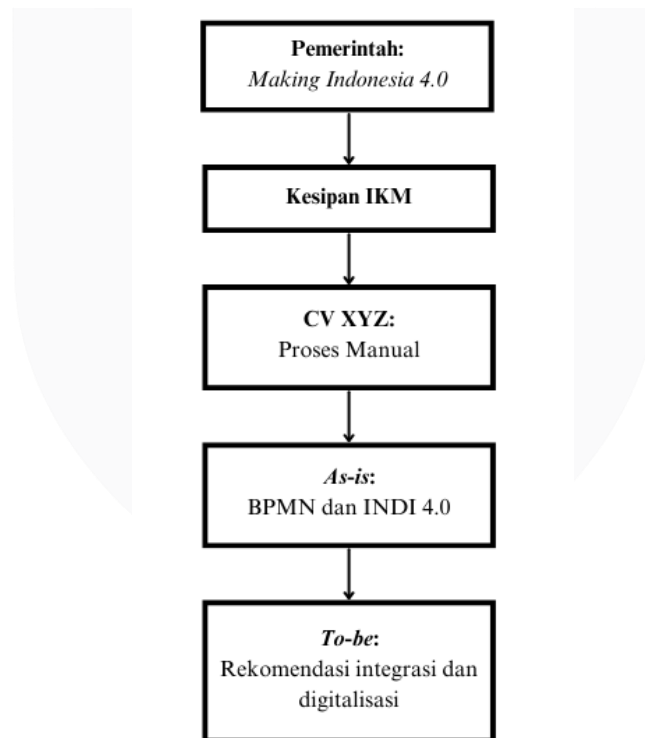 Pemerintah:
Making Indonesia 4.0
Kesipan IKM
CV XYZ:
Proses Manual
As-is:
BPMN dan INDI 4.0
To-be:
Rekomendasi integrasi dan
digitalisasi